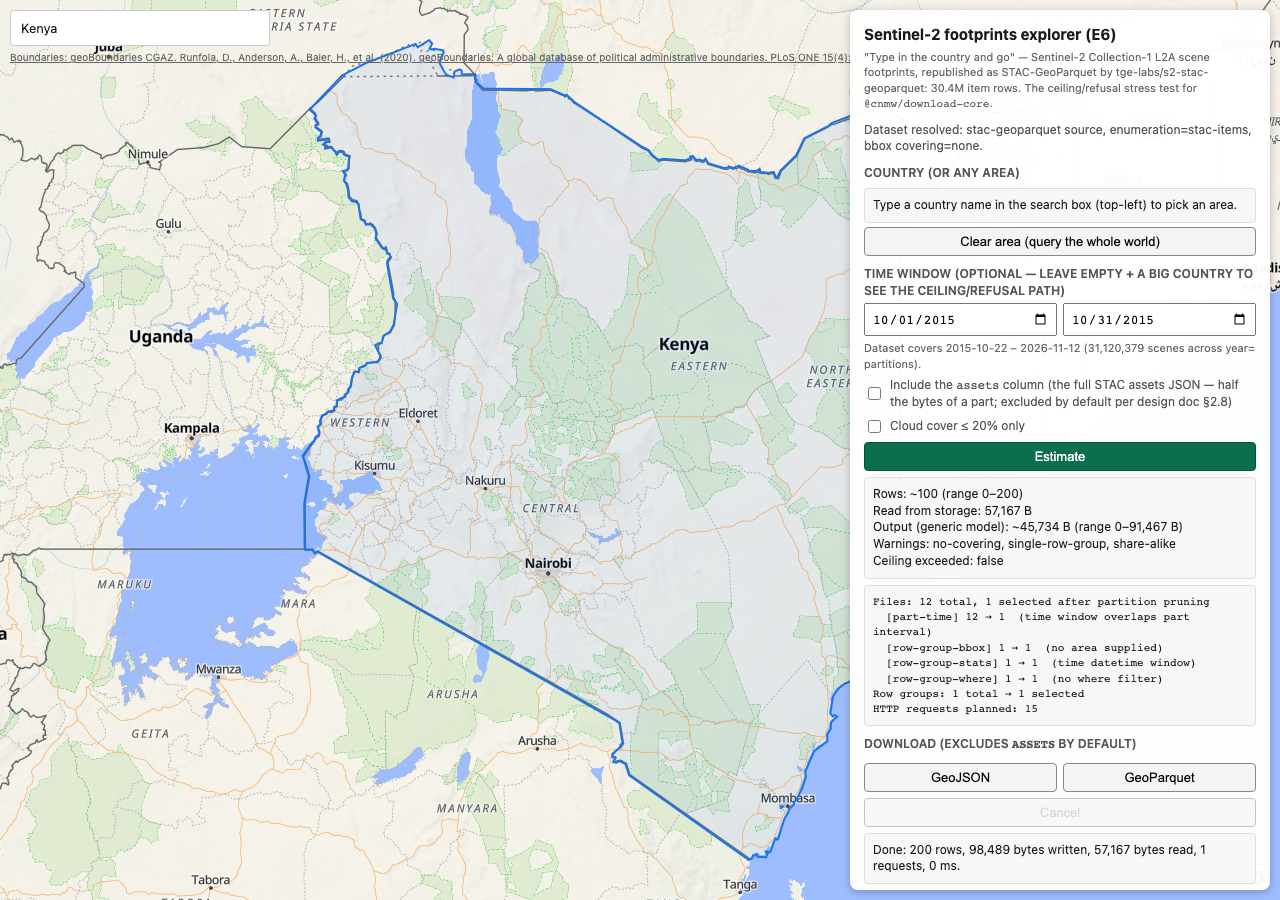 Kenya
EASTERN
RIA STATE
Juba
Boundaries: geoBoundaries CGAZ. Runfola, D., Anderson, A., Baier, H., et al. (2020). geoBoundaries: A global database of political administrative boundaries. PLoS ONE 15(4):
Nimule
Gulu
Uganda
Kenya
EASTERN
NORTH
EASTER
WESTERN
Eldoret
Kampala
Kisumu
Nakuru
CENTRAL
Nairobi
MARUKU
MARA
Mwanza
ARUSHA
GEITA
Arusha
MANYARA
Mombasa
Tabora
Tanga
Sentinel-2 footprints explorer (E6)
"Type in the country and go" — Sentinel-2 Collection-1 L2A scene
footprints, republished as STAC-GeoParquet by tge-labs/s2-stac-
geoparquet: 30.4M item rows. The ceiling/refusal stress test for
@cnmw/download-core.
Dataset resolved: stac-geoparquet source, enumeration=stac-items,
bbox covering=none.
COUNTRY (OR ANY AREA)
Type a country name in the search box (top-left) to pick an area.
Clear area (query the whole world)
TIME WINDOW (OPTIONAL — LEAVE EMPTY + A BIG COUNTRY TO
SEE THE CEILING/REFUSAL PATH)
10/01/2015
10/31/2015
Dataset covers 2015-10-22 – 2026-11-12 (31,120,379 scenes across year=
partitions).
Include the assets column (the full STAC assets JSON — half
the bytes of a part; excluded by default per design doc §2.8)
Cloud cover ≤ 20% only
Estimate
Rows: ~100 (range 0–200)
Read from storage: 57,167 B
Output (generic model): ~45,734 B (range 0–91,467 B)
Warnings: no-covering, single-row-group, share-alike
Ceiling exceeded: false
Files: 12 total, 1 selected after partition pruning
[part-time] 12 → 1 (time window overlaps part
interval)
[row-group-bbox] 1 → 1 (no area supplied)
[row-group-stats] 1 → 1 (time datetime window)
[row-group-where] 1 → 1 (no where filter)
Row groups: 1 total → 1 selected
HTTP requests planned: 15
DOWNLOAD (EXCLUDES ASSETS BY DEFAULT)
GeoJSON
GeoParquet
Cancel
Done: 200 rows, 98,489 bytes written, 57,167 bytes read, 1
requests, 0 ms.